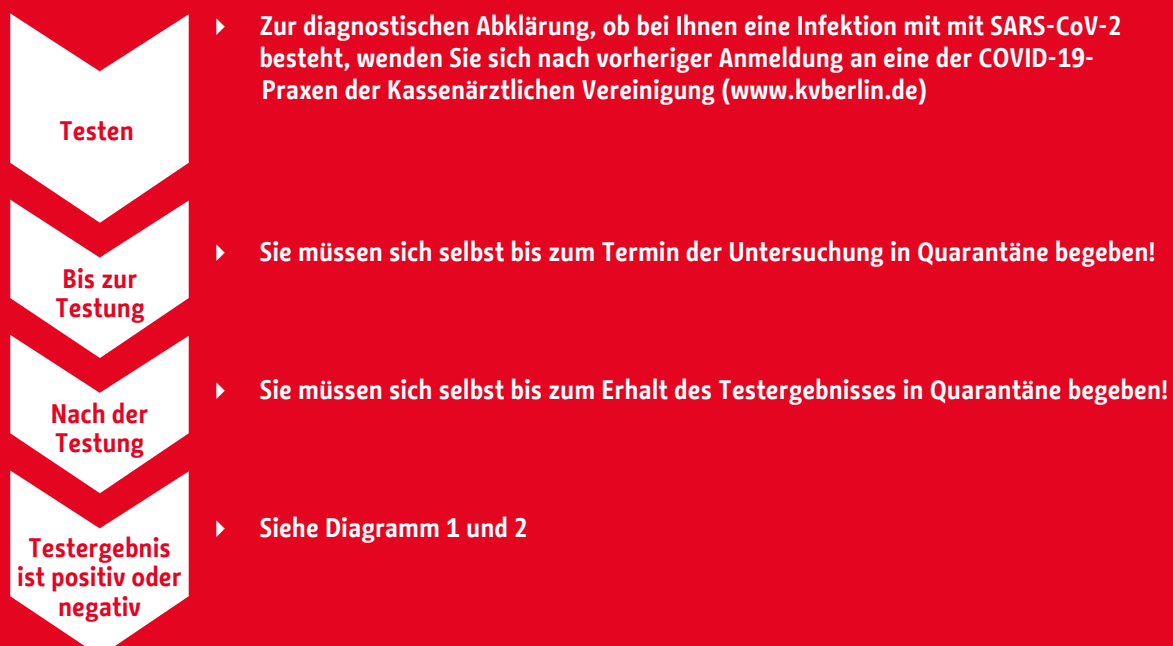 Testen
▸ Zur diagnostischen Abklärung, ob bei Ihnen eine Infektion mit mit SARS-CoV-2
besteht, wenden Sie sich nach vorheriger Anmeldung an eine der COVID-19-
Praxen der Kassenärztlichen Vereinigung (www.kvberlin.de)
Bis zur
Testung
▸ Sie müssen sich selbst bis zum Termin der Untersuchung in Quarantäne begeben!
Nach der
Testung
▸ Sie müssen sich selbst bis zum Erhalt des Testergebnisses in Quarantäne begeben!
Testergebnis
ist positiv oder
negativ
▸ Siehe Diagramm 1 und 2